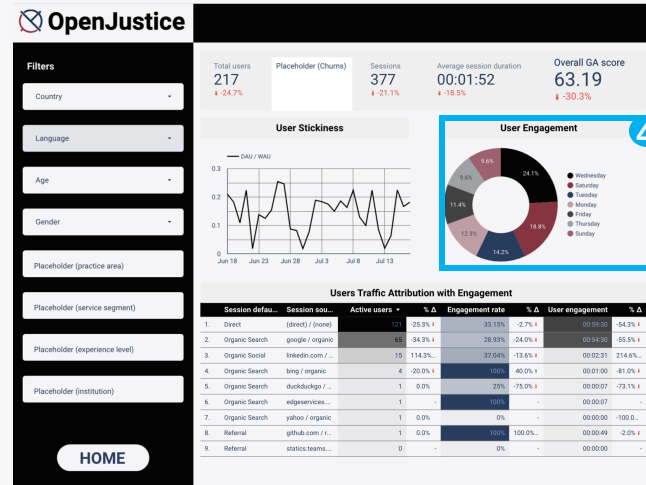 OpenJustice
Filters
Country
Language
Age
Gender
Placeholder (practice area)
Placeholder (service segment)
Placeholder (experience level)
Placeholder (institution)
HOME
Total users
217
-24.7%
Placeholder (Churns)
Sessions
377
-21.1%
Average session duration
00:01:52
-18.5%
Overall GA score
63.19
-30.3%
User Stickiness
DAU / WAU
0.3
0.2
0.1
0
Jun 18 Jun 23 Jun 28 Jul 3 Jul 8 Jul 13
User Engagement
24.1%
18.8%
14.2%
12.3%
11.4%
9.6%
9.6%
Wednesday
Saturday
Tuesday
Monday
Friday
Thursday
Sunday
Users Traffic Attribution with Engagement
Session defau... Session sou... Active users % Δ Engagement rate % Δ User engagement % Δ
1. Direct (direct) / (none) 121 -25.3% 33.15% -2.7% 00:59:30 -54.3%
2. Organic Search google / organic 65 -34.3% 28.93% -24.0% 00:54:30 -55.5%
3. Organic Social linkedin.com / ... 15 114.3%... 37.04% -13.6% 00:02:31 214.6%...
4. Organic Search bing / organic 4 -20.0% 100% 40.0% 00:01:00 -81.0%
5. Organic Search duckduckgo / ... 1 0.0% 25% -75.0% 00:00:07 -73.1%
6. Organic Search edgeservices... 1 - 100% - 00:00:07 -
7. Organic Search yahoo / organic 1 0.0% 0% - 00:00:00 -100.0...
8. Referral github.com / r... 1 0.0% 100% 100.0%... 00:00:49 -2.0%
9. Referral statics.teams.... 0 - 0% - 00:00:00 -